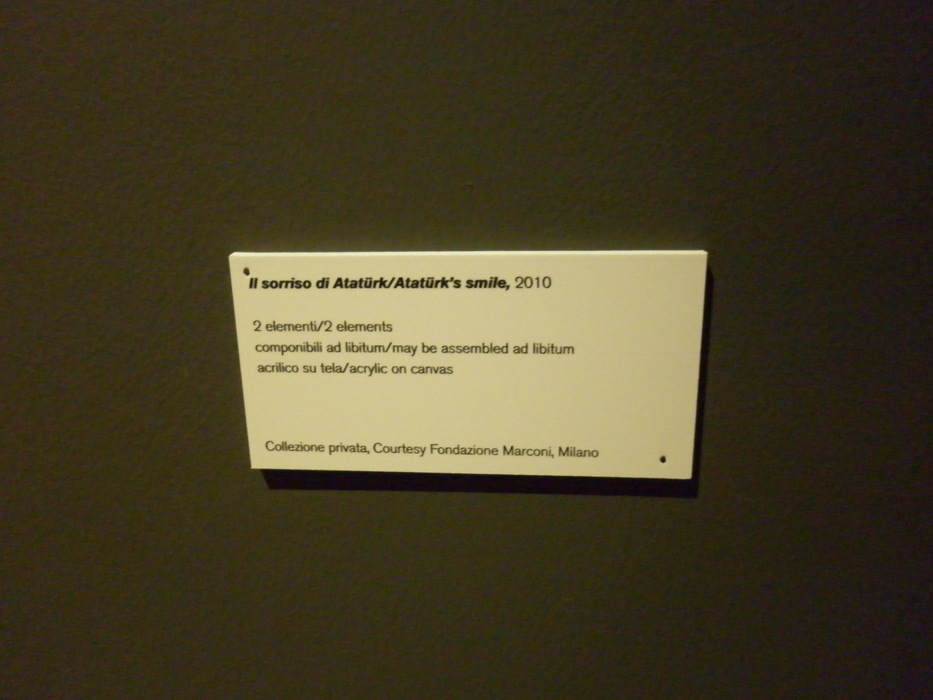 Il sorriso di Atatürk/Atatürk's smile, 2010
2 elementi/2 elements
componibili ad libitum/may be assembled ad libitum
acrilico su tela/acrylic on canvas
Collezione privata, Courtesy Fondazione Marconi, Milano